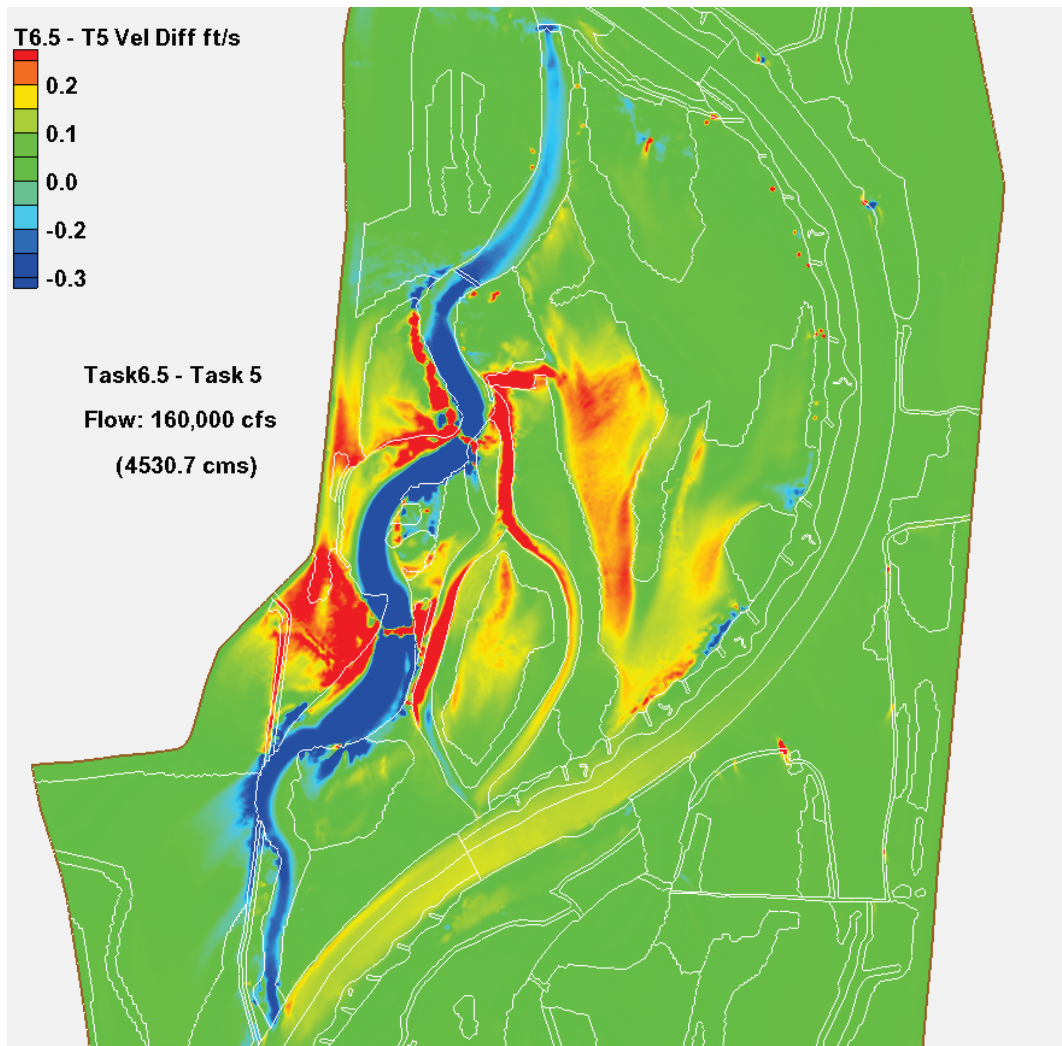 T6.5 - T5 Vel Diff ft/s
0.2
0.1
0.0
-0.2
-0.3
Task6.5 - Task 5
Flow: 160,000 cfs
(4530.7 cms)